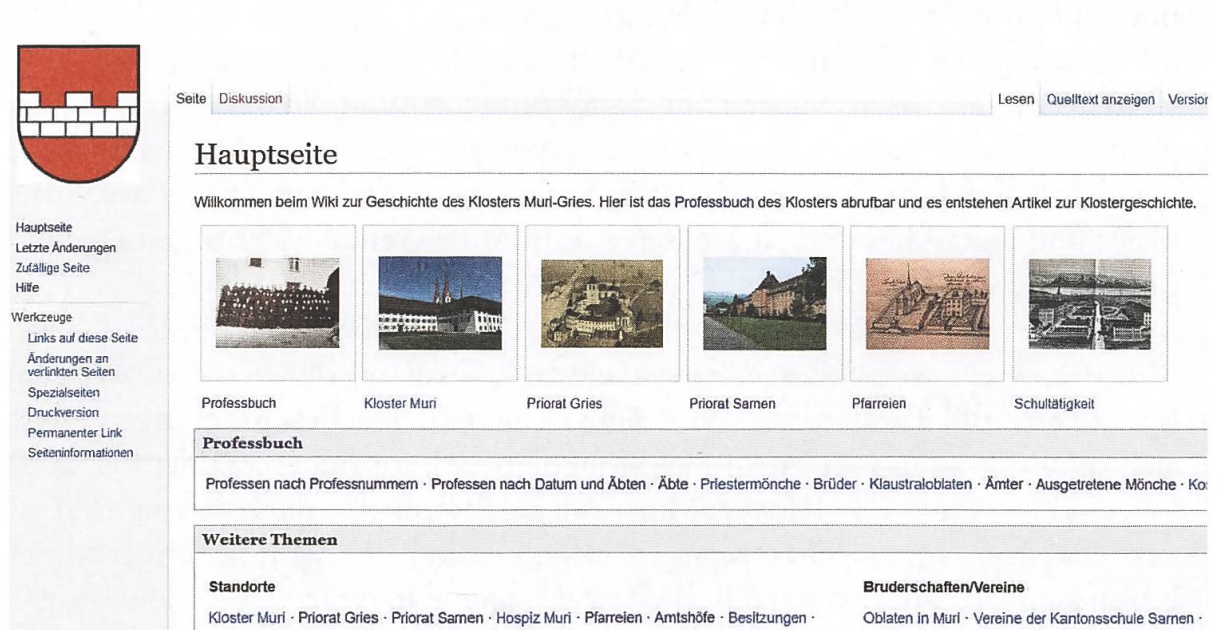 Seite Diskussion
Lesen Quelltext anzeigen
Hauptseite
Willkommen beim Wiki zur Geschichte des Klosters Muri-Gries. Hier ist das Professbuch des Klosters abrufbar und es entstehen Artikel zur Klostergeschichte.
Hauptseite
Letzte Änderungen
Zufällige Seite
Hilfe
Werkzeuge
Links auf diese Seite
Änderungen an
verlinkten Seiten
Spezialseiten
Druckversion
Permanenter Link
Seiteninformationen
Professbuch
Kloster Muri
Priorat Gries
Priorat Sarnen
Pfarreien
Schultätigkeit
Professbuch
Professen nach Professnummern · Professen nach Datum und Äbten · Äbte · Priestermönche · Brüder · Klaustraloblaten · Ämter · Ausgetretene Mönche ·
Weitere Themen
Standorte
Kloster Muri · Priorat Gries · Priorat Sarnen · Hospiz Muri · Pfarreien · Amtshöfe · Besitzungen ·
Bruderschaften/Vereine
Oblaten in Muri · Vereine der Kantonsschule Sarnen ·